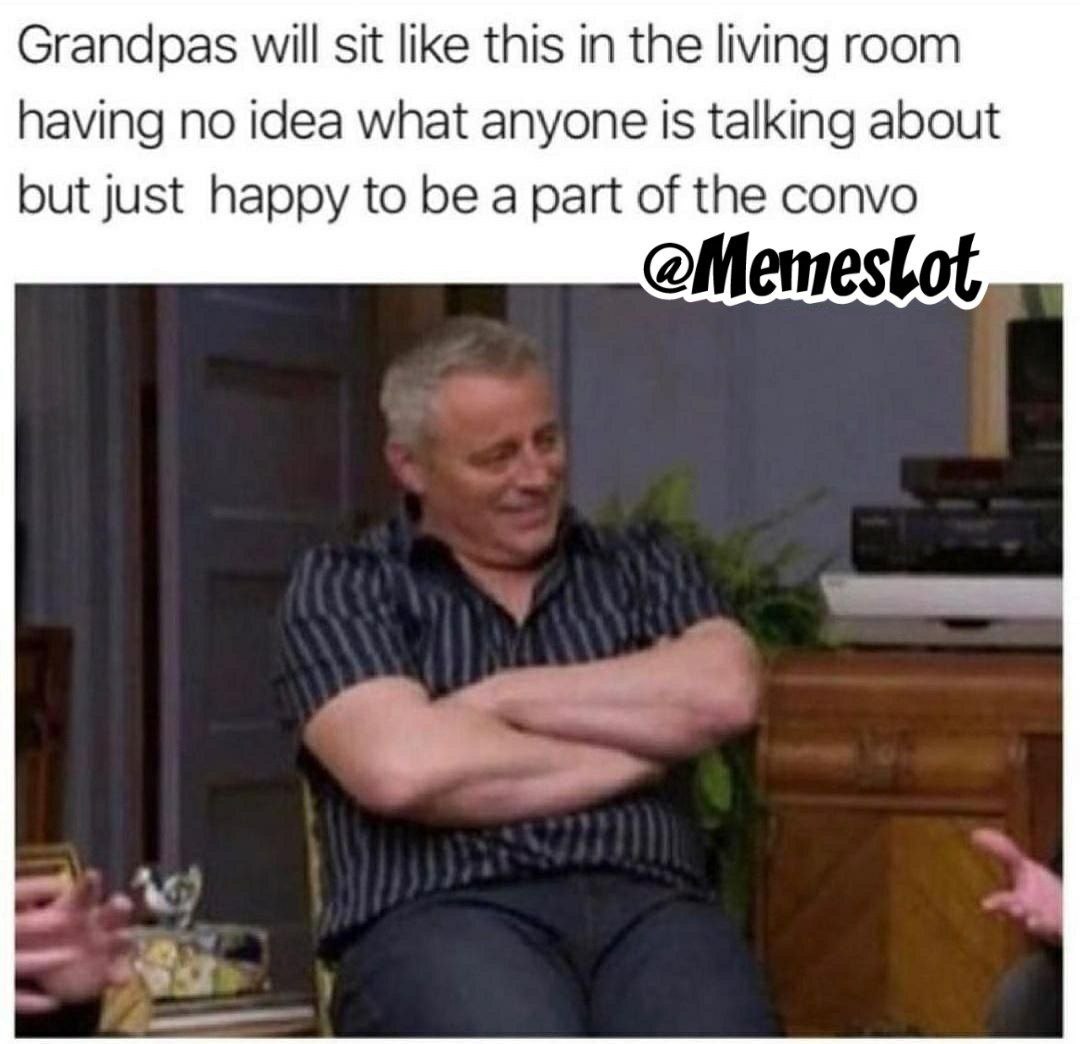 Grandpas will sit like this in the living room
having no idea what anyone is talking about
but just  happy to be a part of the convo
@MemesLot